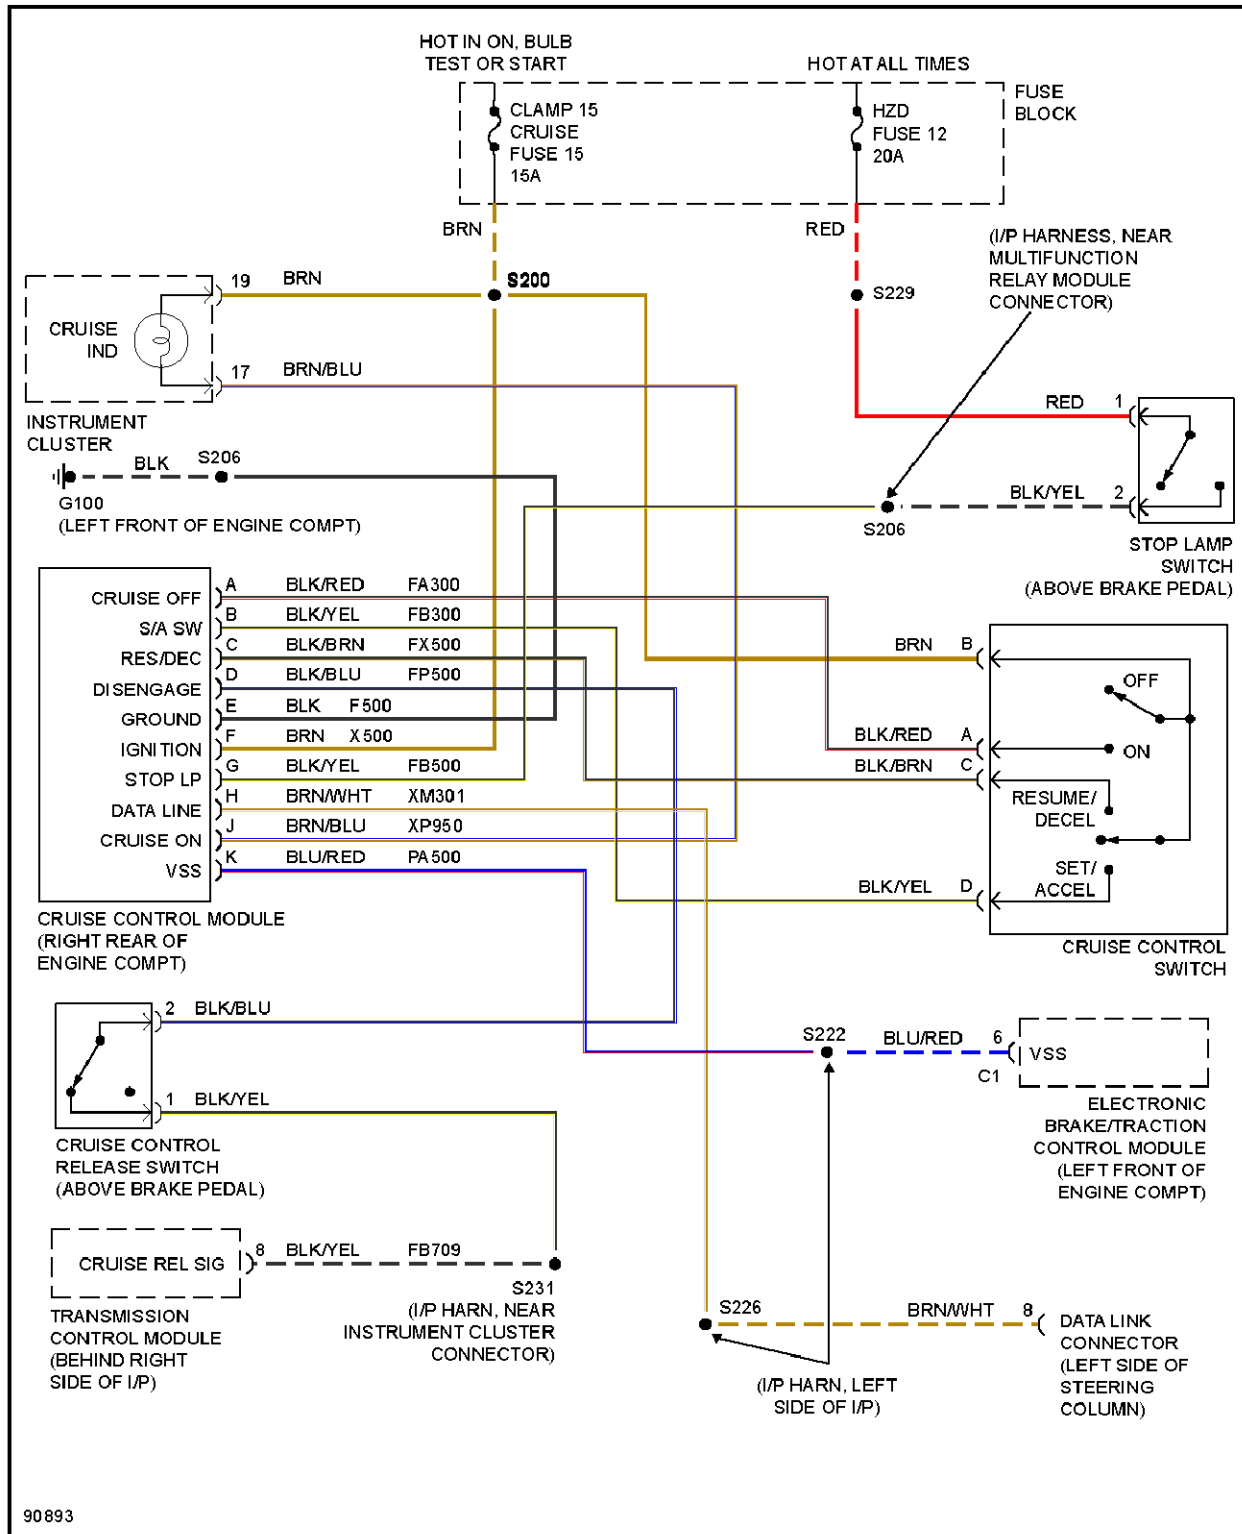 HOT IN ON, BULB
TEST OR START
HOT AT ALL TIMES
CLAMP 15
CRUISE
FUSE 15
15A
HZD
FUSE 12
20A
FUSE
BLOCK
BRN
RED
(I/P HARNESS, NEAR
MULTIFUNCTION
RELAY MODULE
CONNECTOR)
19
BRN
S200
S229
CRUISE
IND
17
BRN/BLU
INSTRUMENT
CLUSTER
RED
1
BLK
S206
G100
(LEFT FRONT OF ENGINE COMPT)
BLK/YEL
2
S206
STOP LAMP
SWITCH
(ABOVE BRAKE PEDAL)
CRUISE OFF
A
BLK/RED
FA300
S/A SW
B
BLK/YEL
FB300
RES/DEC
C
BLK/BRN
FX500
DISENGAGE
D
BLK/BLU
FP500
GROUND
E
BLK
F500
IGNITION
F
BRN
X500
STOP LP
G
BLK/YEL
FB500
DATA LINE
H
BRN/WHT
XM301
CRUISE ON
J
BRN/BLU
XP950
VSS
K
BLU/RED
PA500
CRUISE CONTROL MODULE
(RIGHT REAR OF
ENGINE COMPT)
BRN
B
OFF
BLK/RED
A
ON
BLK/BRN
C
RESUME/
DECEL
SET/
ACCEL
BLK/YEL
D
CRUISE CONTROL
SWITCH
2
BLK/BLU
1
BLK/YEL
CRUISE CONTROL
RELEASE SWITCH
(ABOVE BRAKE PEDAL)
S222
BLU/RED
6
C1
VSS
ELECTRONIC
BRAKE/TRACTION
CONTROL MODULE
(LEFT FRONT OF
ENGINE COMPT)
CRUISE REL SIG
8
BLK/YEL
FB709
S231
(I/P HARN, NEAR
INSTRUMENT CLUSTER
CONNECTOR)
TRANSMISSION
CONTROL MODULE
(BEHIND RIGHT
SIDE OF I/P)
S226
BRN/WHT
8
DATA LINK
CONNECTOR
(LEFT SIDE OF
STEERING
COLUMN)
(I/P HARN, LEFT
SIDE OF I/P)
90893